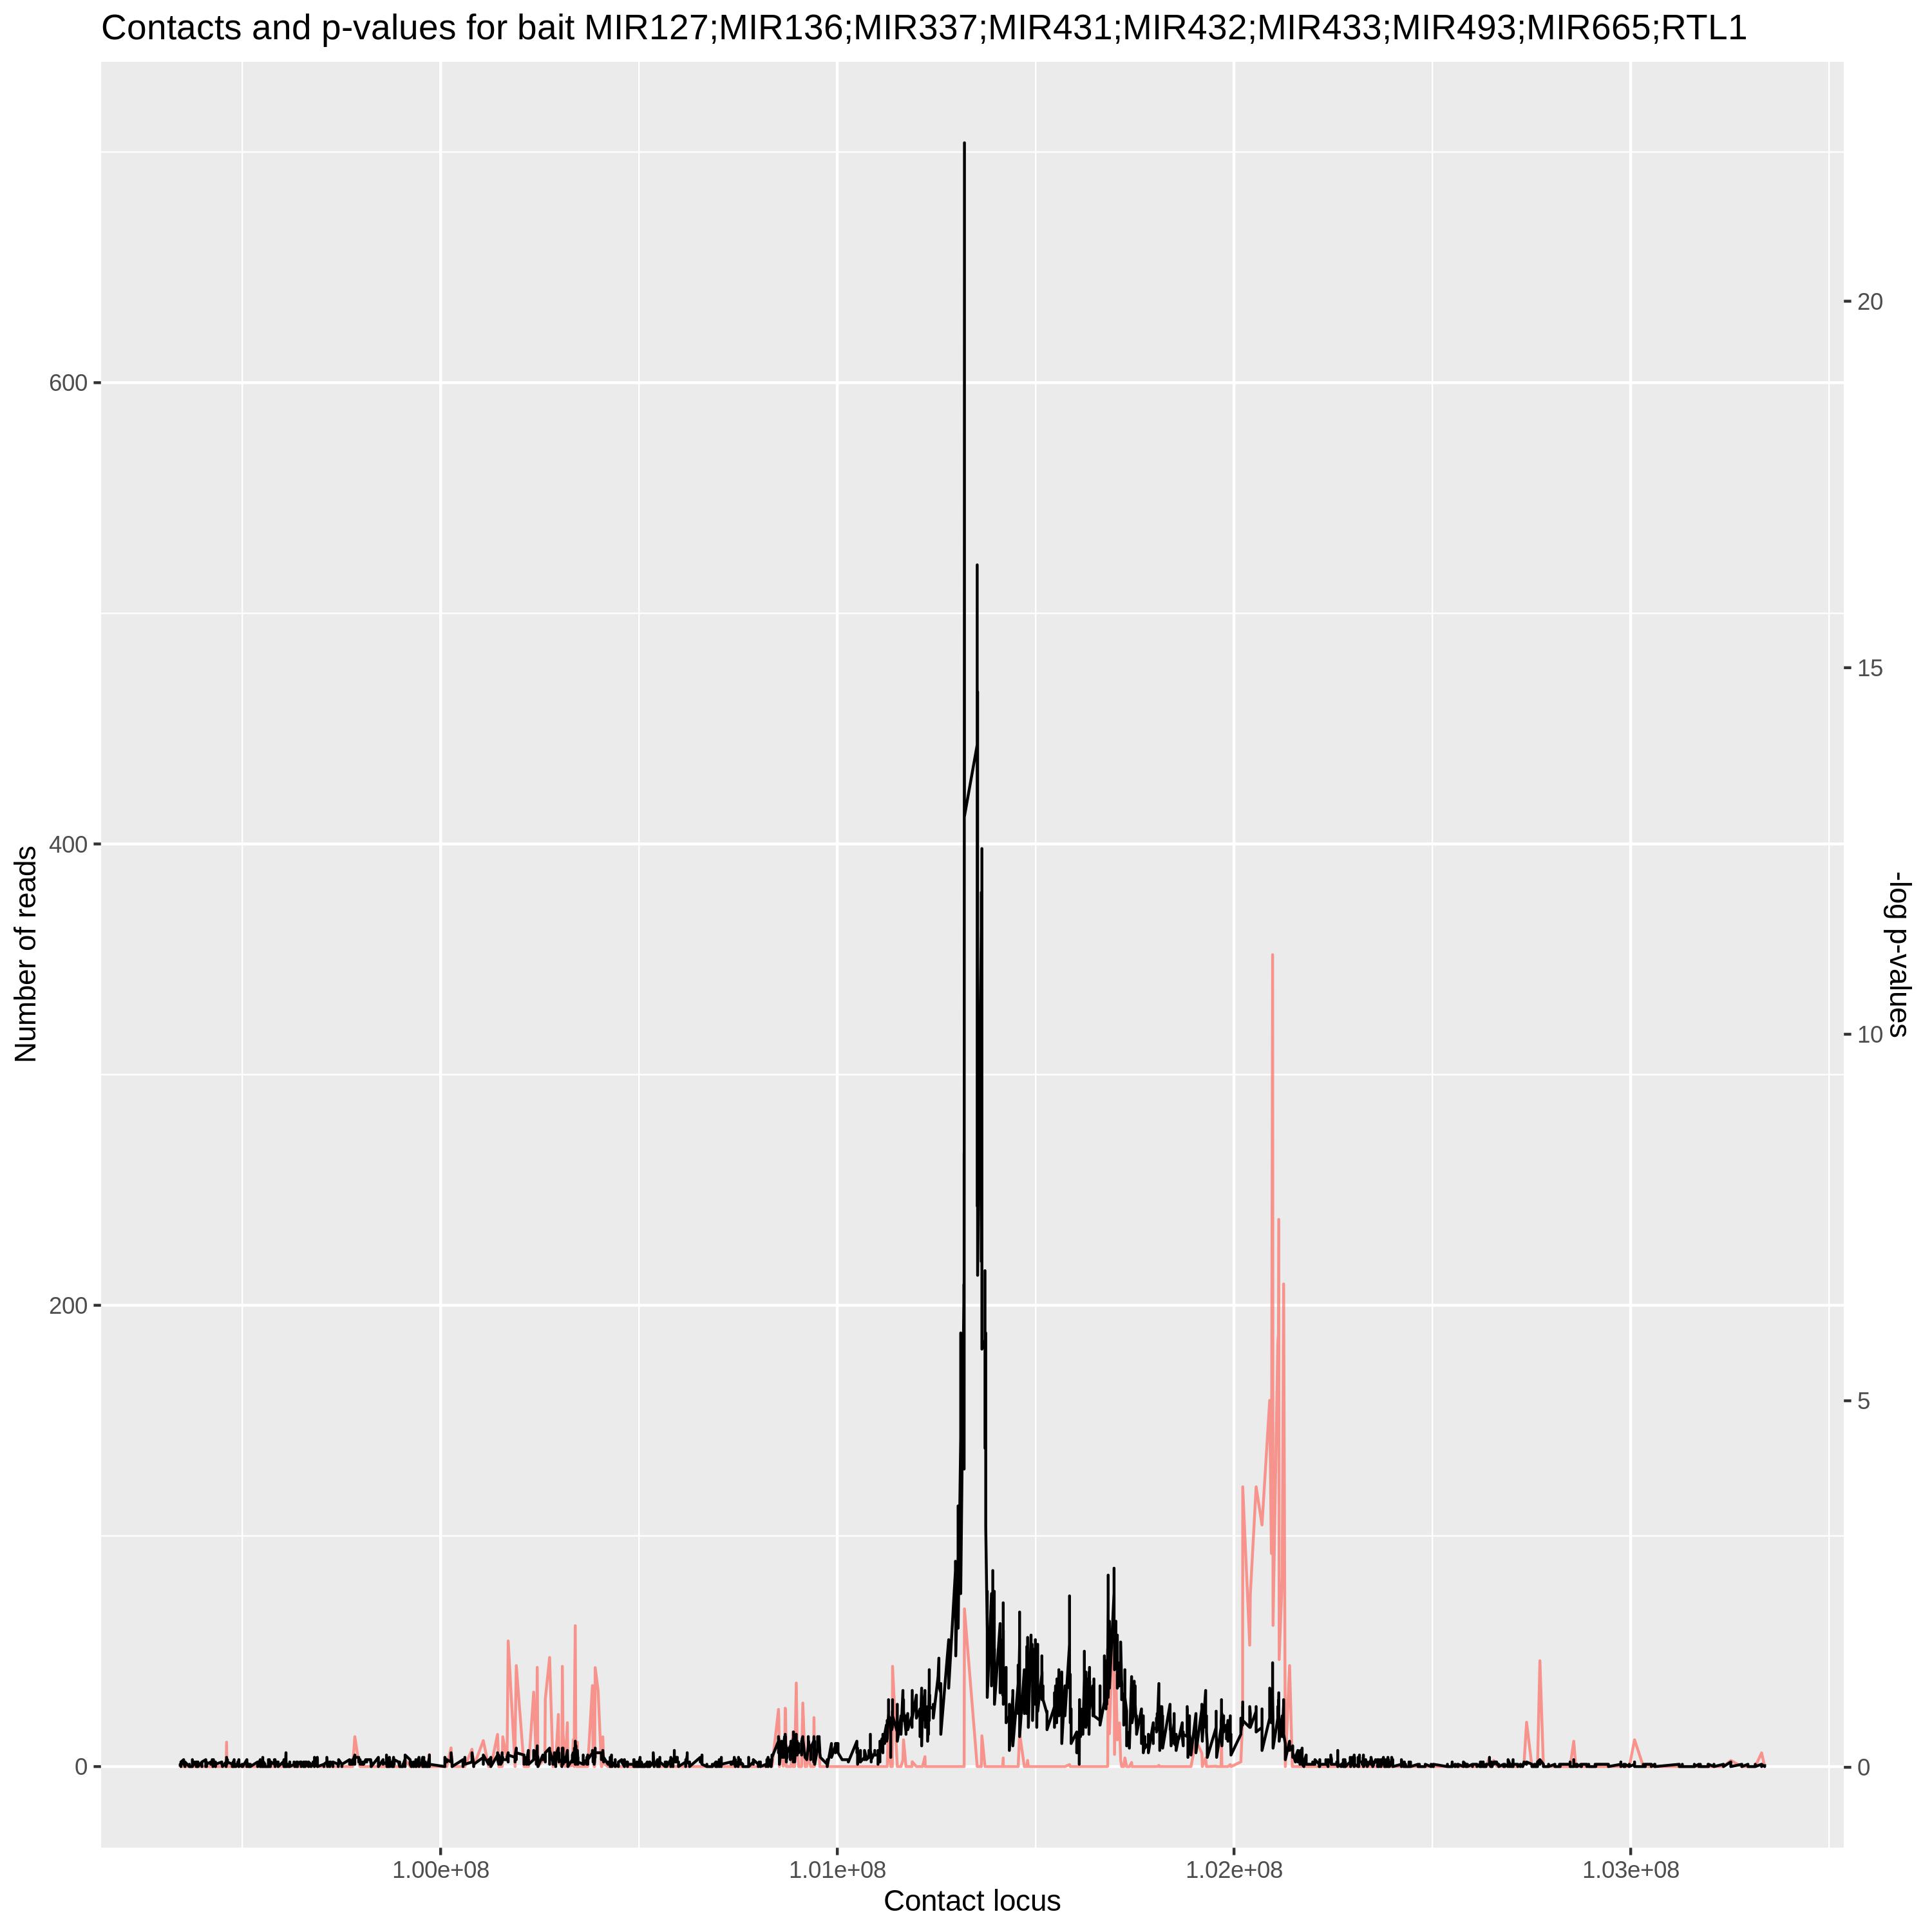 Contacts and p-values for bait MIR127;MIR136;MIR337;MIR431;MIR432;MIR433;MIR493;MIR665;RTL1
Number of reads
600
400
200
0
20
15
10
5
0
-log p-values
1.00e+08
1.01e+08
1.02e+08
1.03e+08
Contact locus